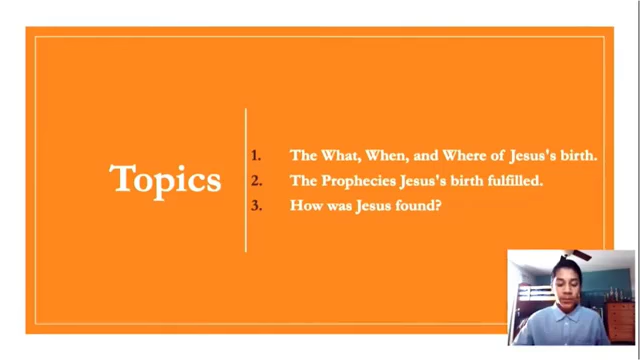 Topics
1. The What, When, and Where of Jesus's birth.
2. The Prophecies Jesus's birth fulfilled.
3. How was Jesus found?